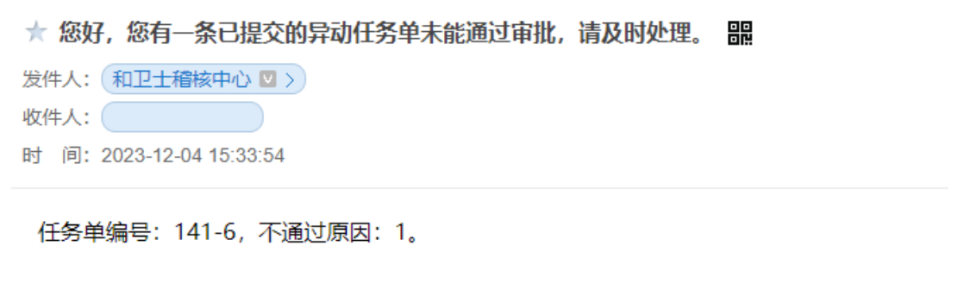 您好，您有一条已提交的异动任务单未能通过审批，请及时处理。
发件人：和卫士稽核中心 V
收件人：
时 间：2023-12-04 15:33:54
任务单编号：141-6，不通过原因：1。